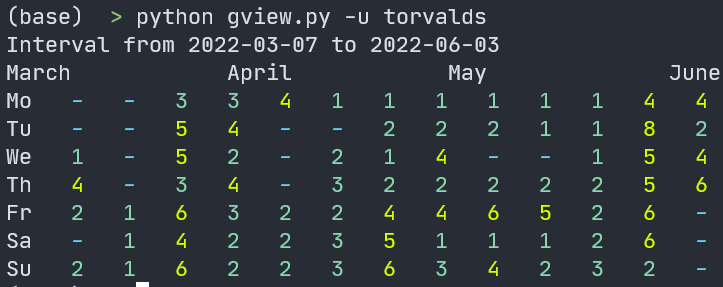 (base)  > python gview.py -u torvalds
Interval from 2022-03-07 to 2022-06-03
March            April            May              June
Mo   -   -   3   3   4   1   1   1   1   1   1   4   4
Tu   -   -   5   4   -   -   2   2   2   1   1   8   2
We   1   -   5   2   -   2   1   4   -   -   1   5   4
Th   4   -   3   4   -   3   2   2   2   2   2   5   6
Fr   2   1   6   3   2   2   4   4   6   5   2   6   -
Sa   -   1   4   2   2   3   5   1   1   1   2   6   -
Su   2   1   6   2   2   3   6   3   4   2   3   2   -